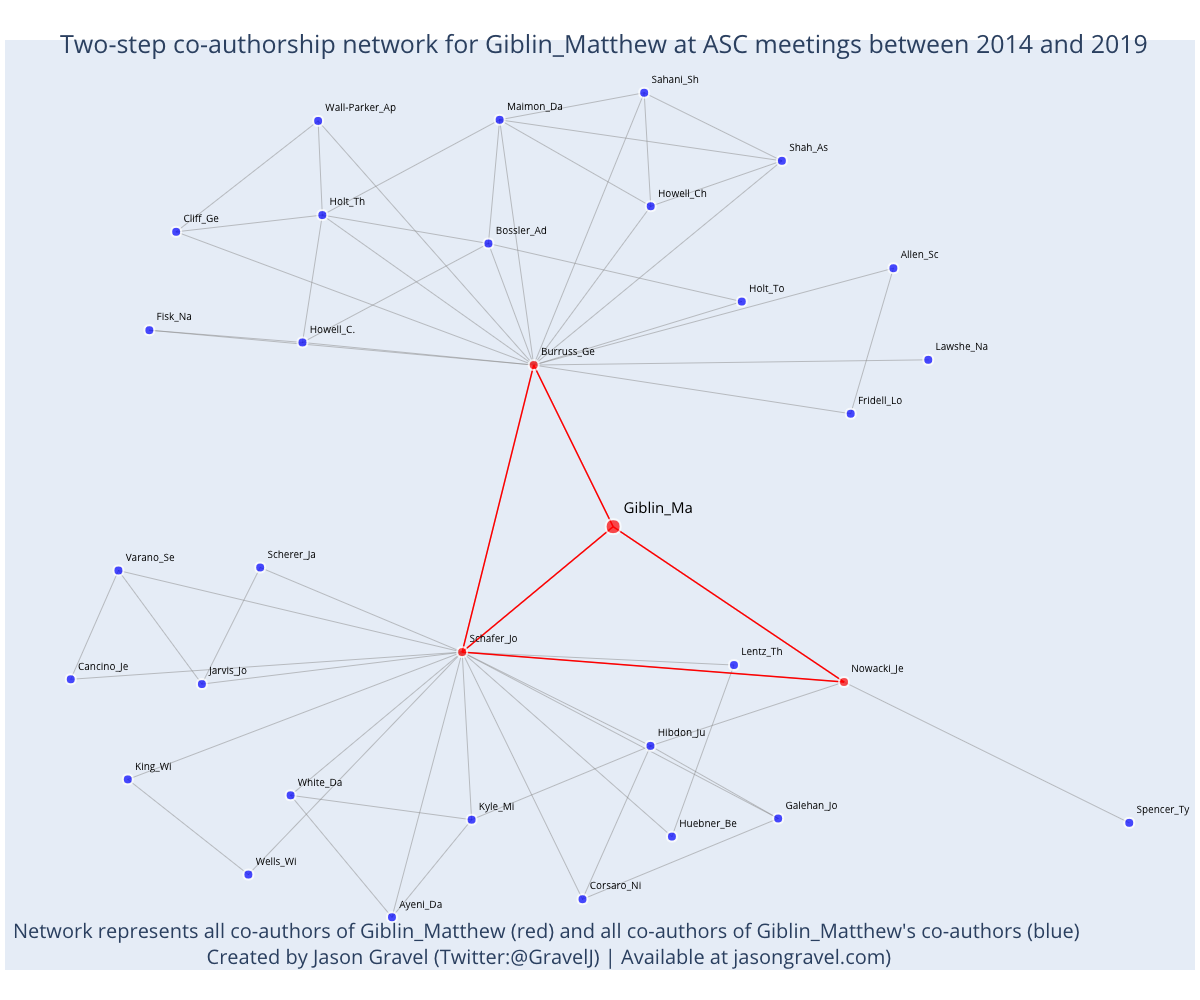 Two-step co-authorship network for Giblin_Matthew at ASC meetings between 2014 and 2019
Sahani_Sh
Wall-Parker_Ap
Maimon_Da
Shah_As
Howell_Ch
Holt_Th
Cliff_Ge
Bossler_Ad
Allen_Sc
Holt_To
Fisk_Na
Howell_C.
Burruss_Ge
Lawshe_Na
Fridell_Lo
Giblin_Ma
Varano_Se
Scherer_Ja
Schafer_Jo
Lentz_Th
Cancino_Je
Jarvis_Jo
Nowacki_Je
Hibdon_Ju
King_Wi
White_Da
Kyle_Mi
Galehan_Jo
Spencer_Ty
Huebner_Be
Wells_Wi
Corsaro_Ni
Ayeni_Da
Network represents all co-authors of Giblin_Matthew (red) and all co-authors of Giblin_Matthew's co-authors (blue)
Created by Jason Gravel (Twitter:@GravelJ) | Available at jasongravel.com)